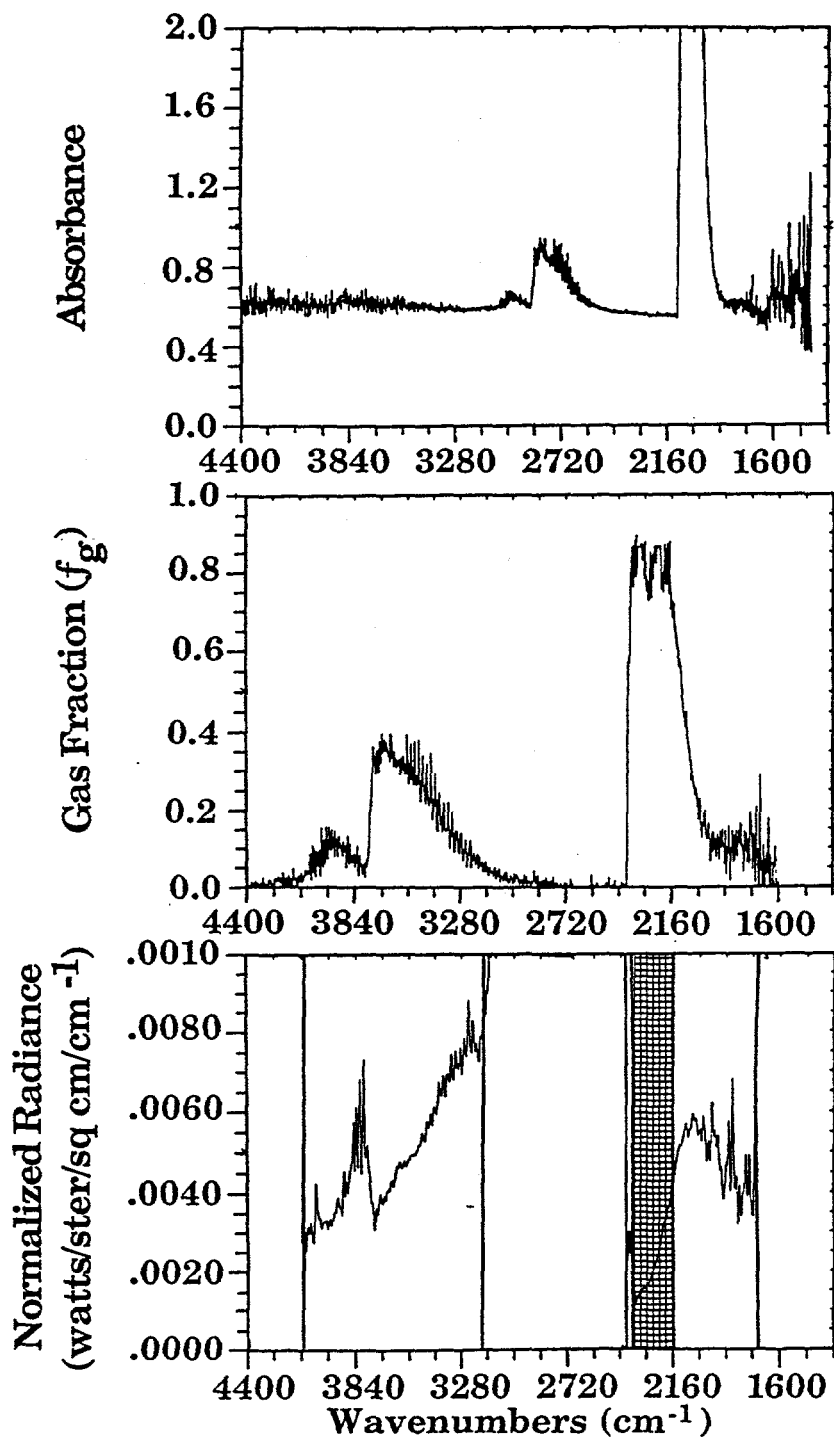 Absorbance
2.0
1.6
1.2
0.8
0.4
0.0
4400 3840 3280 2720 2160 1600
Gas Fraction (fg)
1.0
0.8
0.6
0.4
0.2
0.0
4400 3840 3280 2720 2160 1600
Normalized Radiance
(watts/ster/sq cm/cm-1)
.0010
.0080
.0060
.0040
.0020
.0000
4400 3840 3280 2720 2160 1600
Wavenumbers (cm-1)